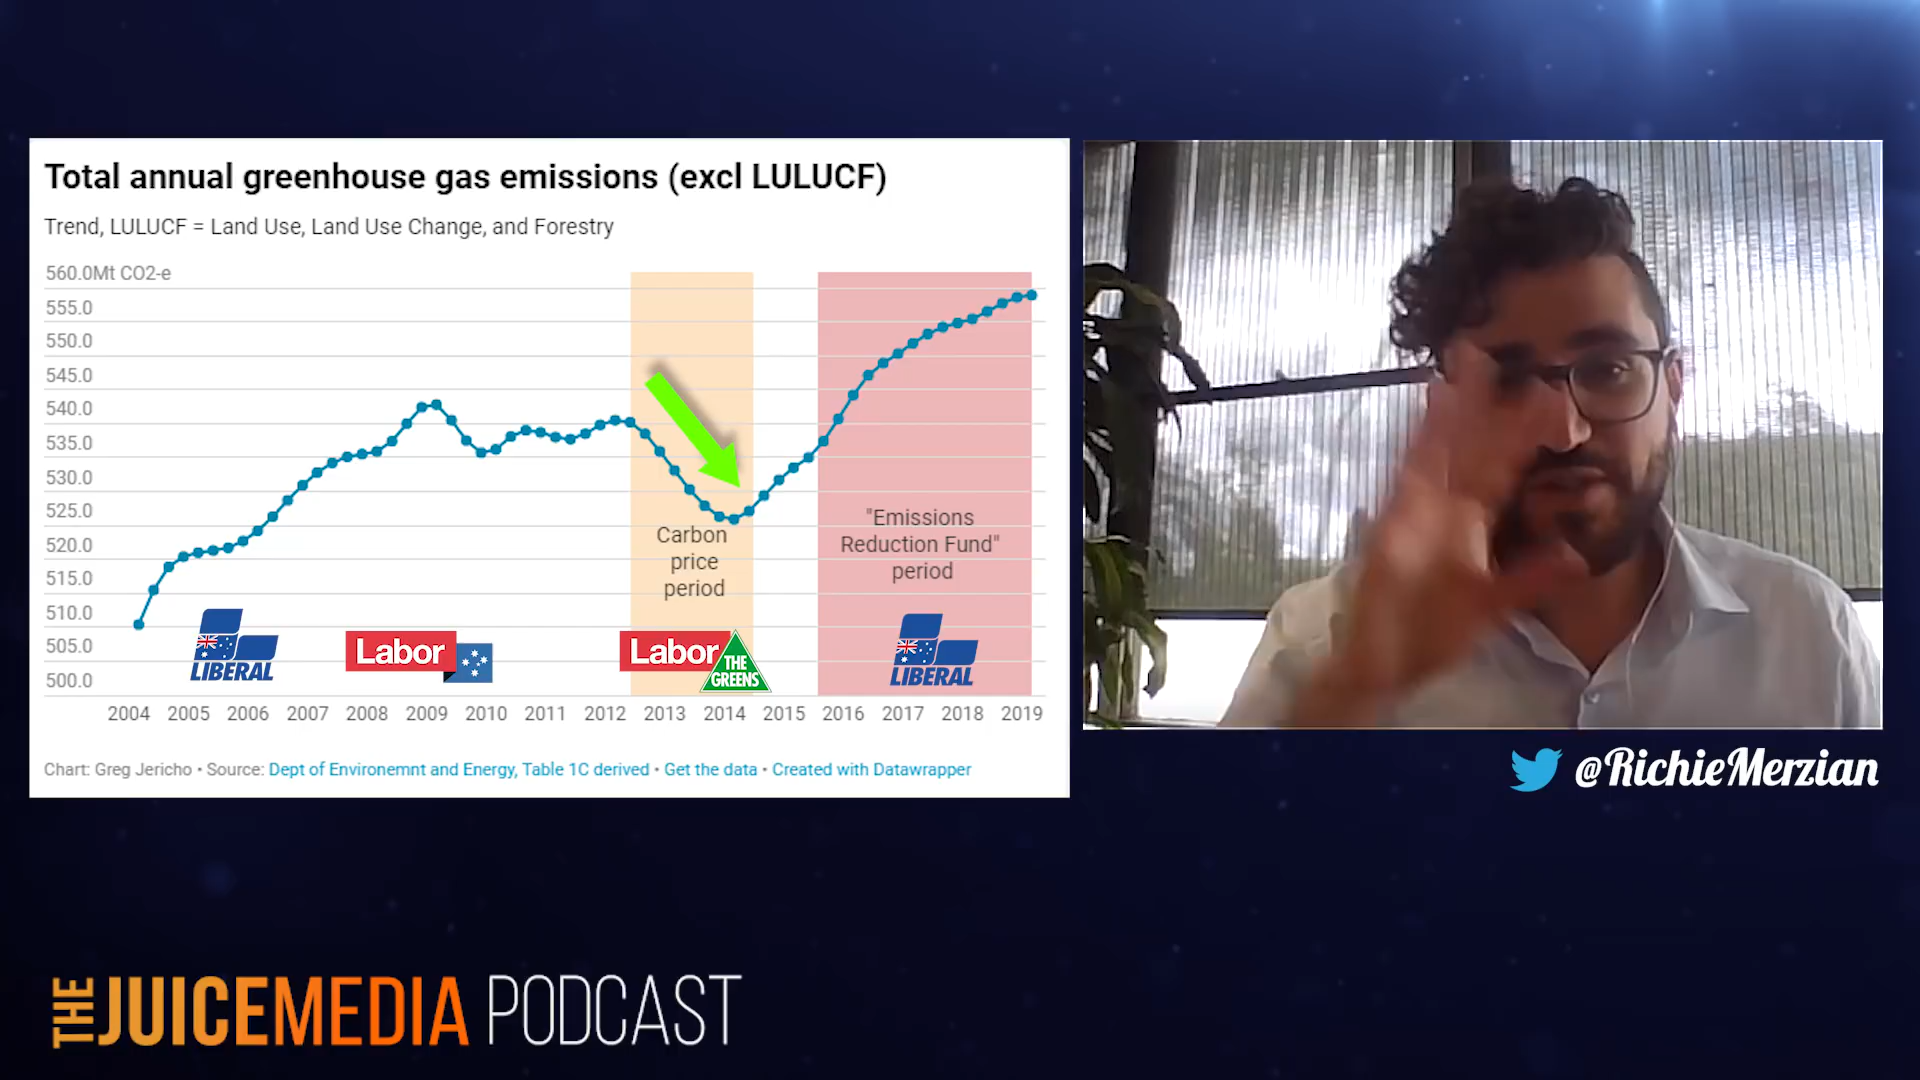 Total annual greenhouse gas emissions (excl LULUCF)
Trend, LULUCF = Land Use, Land Use Change, and Forestry
560.0Mt CO2-e
555.0
550.0
545.0
540.0
535.0
530.0
525.0
520.0
515.0
510.0
505.0
500.0
Carbon
price
period
"Emissions
Reduction Fund"
period
LIBERAL
Labor
Labor
THE
GREENS
LIBERAL
2004 2005 2006 2007 2008 2009 2010 2011 2012 2013 2014 2015 2016 2017 2018 2019
Chart: Greg Jericho • Source: Dept of Environemnt and Energy, Table 1C derived • Get the data • Created with Datawrapper
@RichieMerzian
THE JUICEMEDIA PODCAST